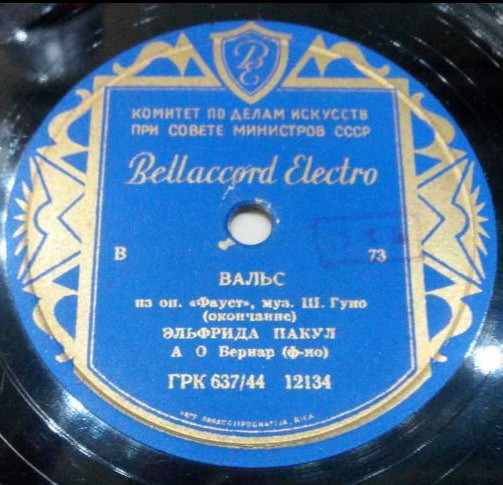 КОМИТЕТ ПО ДЕЛАМ ИСКУССТВ
ПРИ СОВЕТЕ МИНИСТРОВ СССР
Bellaccord Electro
В 73
ВАЛЬС
из оп. «Фауст», муз. Ш. Гуно
(окончание)
ЭЛЬФРИДА ПАКУЛ
А О Бернар (ф-но)
ГРК 637/44 12134